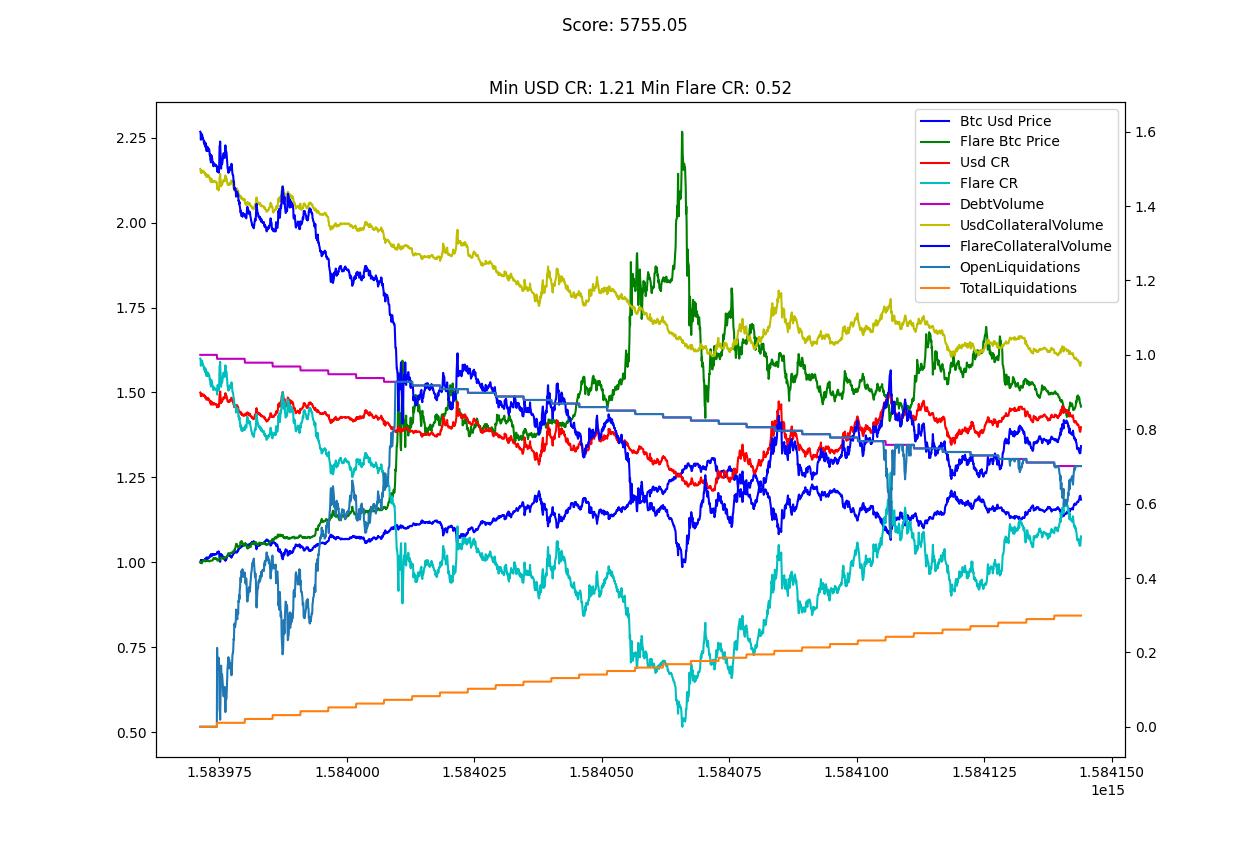 Score: 5755.05
Min USD CR: 1.21 Min Flare CR: 0.52
Btc Usd Price
Flare Btc Price
Usd CR
Flare CR
DebtVolume
UsdCollateralVolume
FlareCollateralVolume
OpenLiquidations
TotalLiquidations
2.25
2.00
1.75
1.50
1.25
1.00
0.75
0.50
1.6
1.4
1.2
1.0
0.8
0.6
0.4
0.2
0.0
1.583975 1.584000 1.584025 1.584050 1.584075 1.584100 1.584125 1.584150
1e15